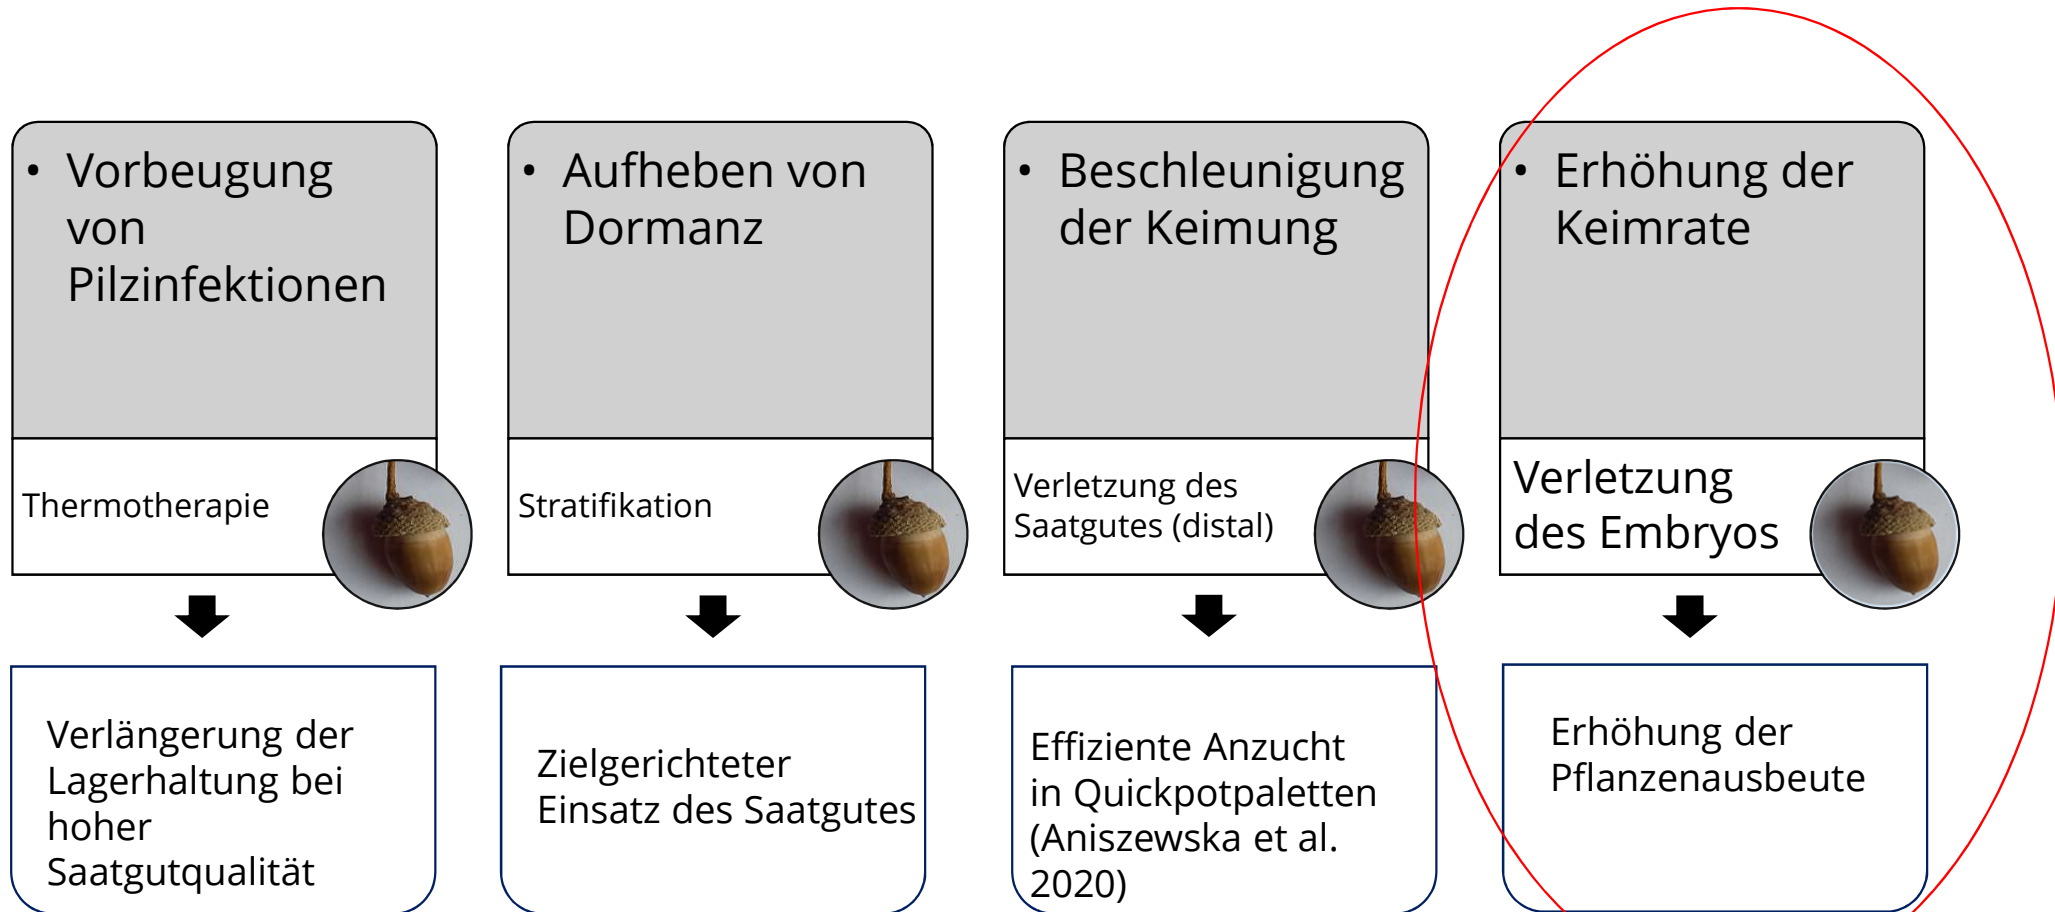 • Vorbeugung
von
Pilzinfektionen
Thermotherapie
Verlängerung der
Lagerhaltung bei
hoher
Saatgutqualität
• Aufheben von
Dormanz
Stratifikation
Zielgerichteter
Einsatz des Saatgutes
• Beschleunigung
der Keimung
Verletzung des
Saatgutes (distal)
Effiziente Anzucht
in Quickpotpaletten
(Aniszewska et al.
2020)
• Erhöhung der
Keimrate
Verletzung
des Embryos
Erhöhung der
Pflanzenausbeute